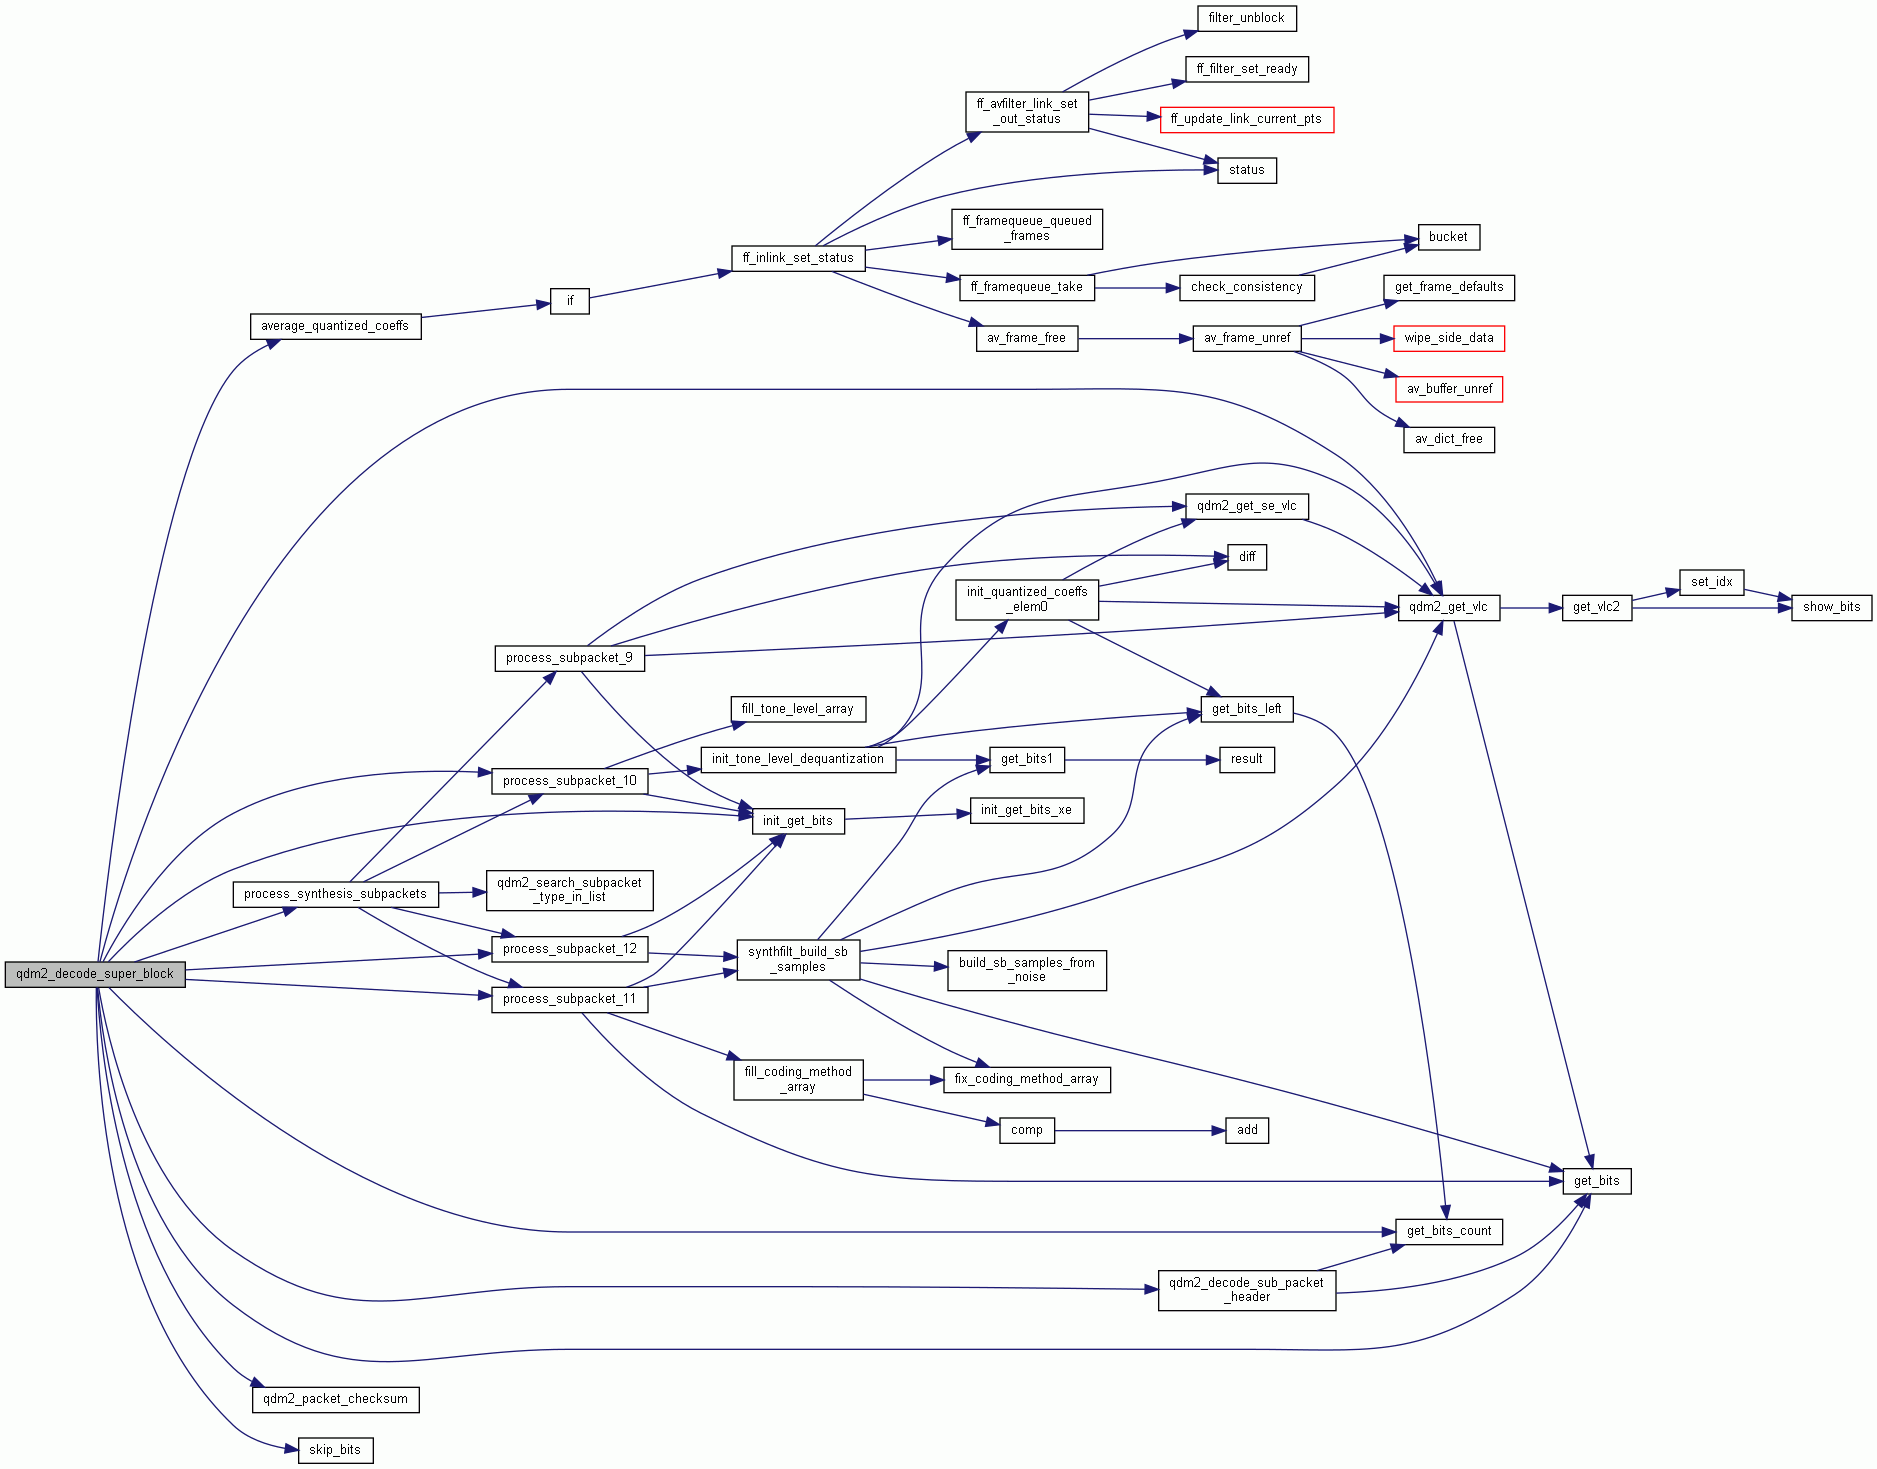 filter_unblock
ff_filter_set_ready
ff_avfilter_link_set
_out_status
ff_update_link_current_pts
status
ff_framequeue_queued
_frames
bucket
ff_inlink_set_status
ff_framequeue_take
check_consistency
get_frame_defaults
if
average_quantized_coeffs
av_frame_free
av_frame_unref
wipe_side_data
av_buffer_unref
av_dict_free
qdm2_get_se_vlc
diff
init_quantized_coeffs
_elem0
qdm2_get_vlc
get_vlc2
set_idx
show_bits
process_subpacket_9
fill_tone_level_array
get_bits_left
init_tone_level_dequantization
get_bits1
result
process_subpacket_10
init_get_bits
init_get_bits_xe
process_synthesis_subpackets
qdm2_search_subpacket
_type_in_list
process_subpacket_12
synthfilt_build_sb
_samples
build_sb_samples_from
_noise
qdm2_decode_super_block
process_subpacket_11
fill_coding_method
_array
fix_coding_method_array
comp
add
get_bits
get_bits_count
qdm2_decode_sub_packet
_header
qdm2_packet_checksum
skip_bits